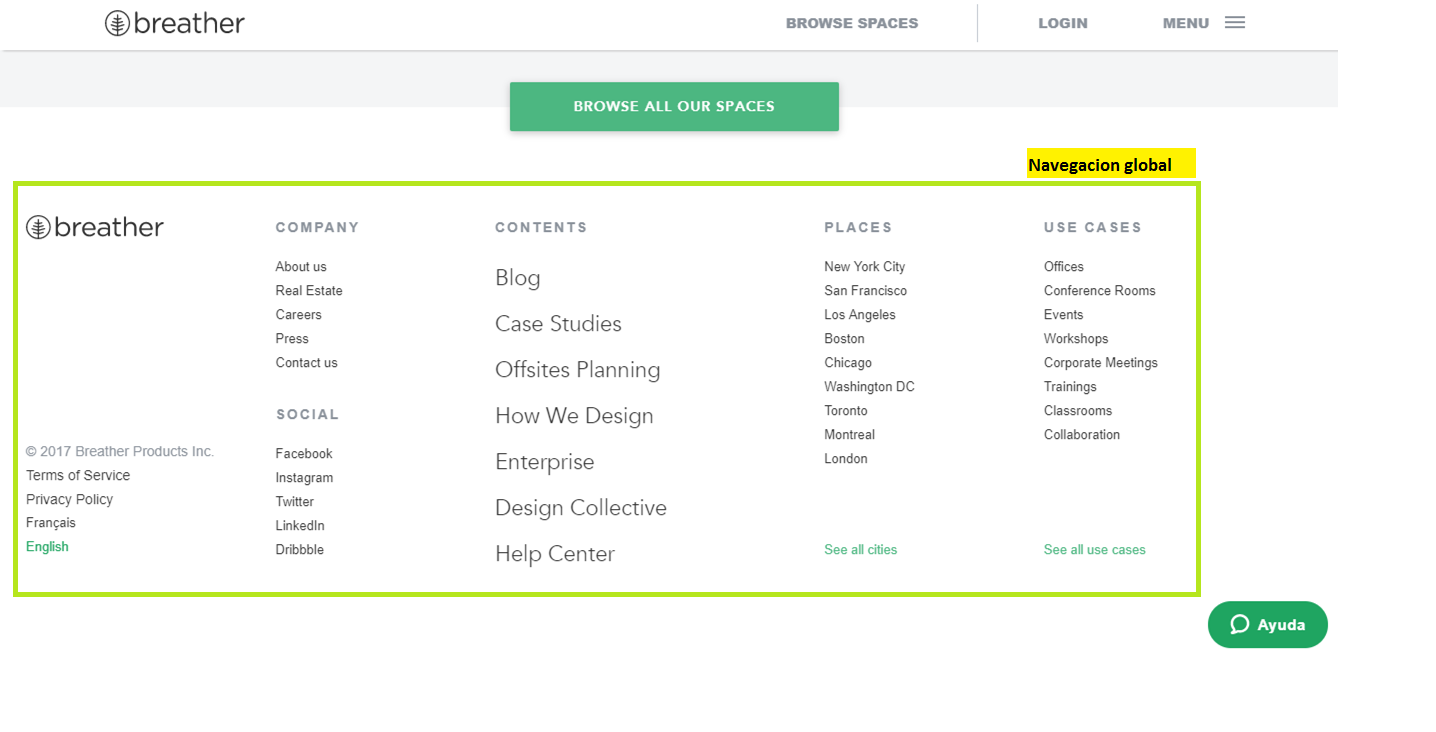 breather
BROWSE SPACES
LOGIN
MENU
BROWSE ALL OUR SPACES
Navegacion global
breather
© 2017 Breather Products Inc.
Terms of Service
Privacy Policy
Français
English
COMPANY
About us
Real Estate
Careers
Press
Contact us
SOCIAL
Facebook
Instagram
Twitter
LinkedIn
Dribbble
CONTENTS
Blog
Case Studies
Offsites Planning
How We Design
Enterprise
Design Collective
Help Center
PLACES
New York City
San Francisco
Los Angeles
Boston
Chicago
Washington DC
Toronto
Montreal
London
See all cities
USE CASES
Offices
Conference Rooms
Events
Workshops
Corporate Meetings
Trainings
Classrooms
Collaboration
See all use cases
Ayuda